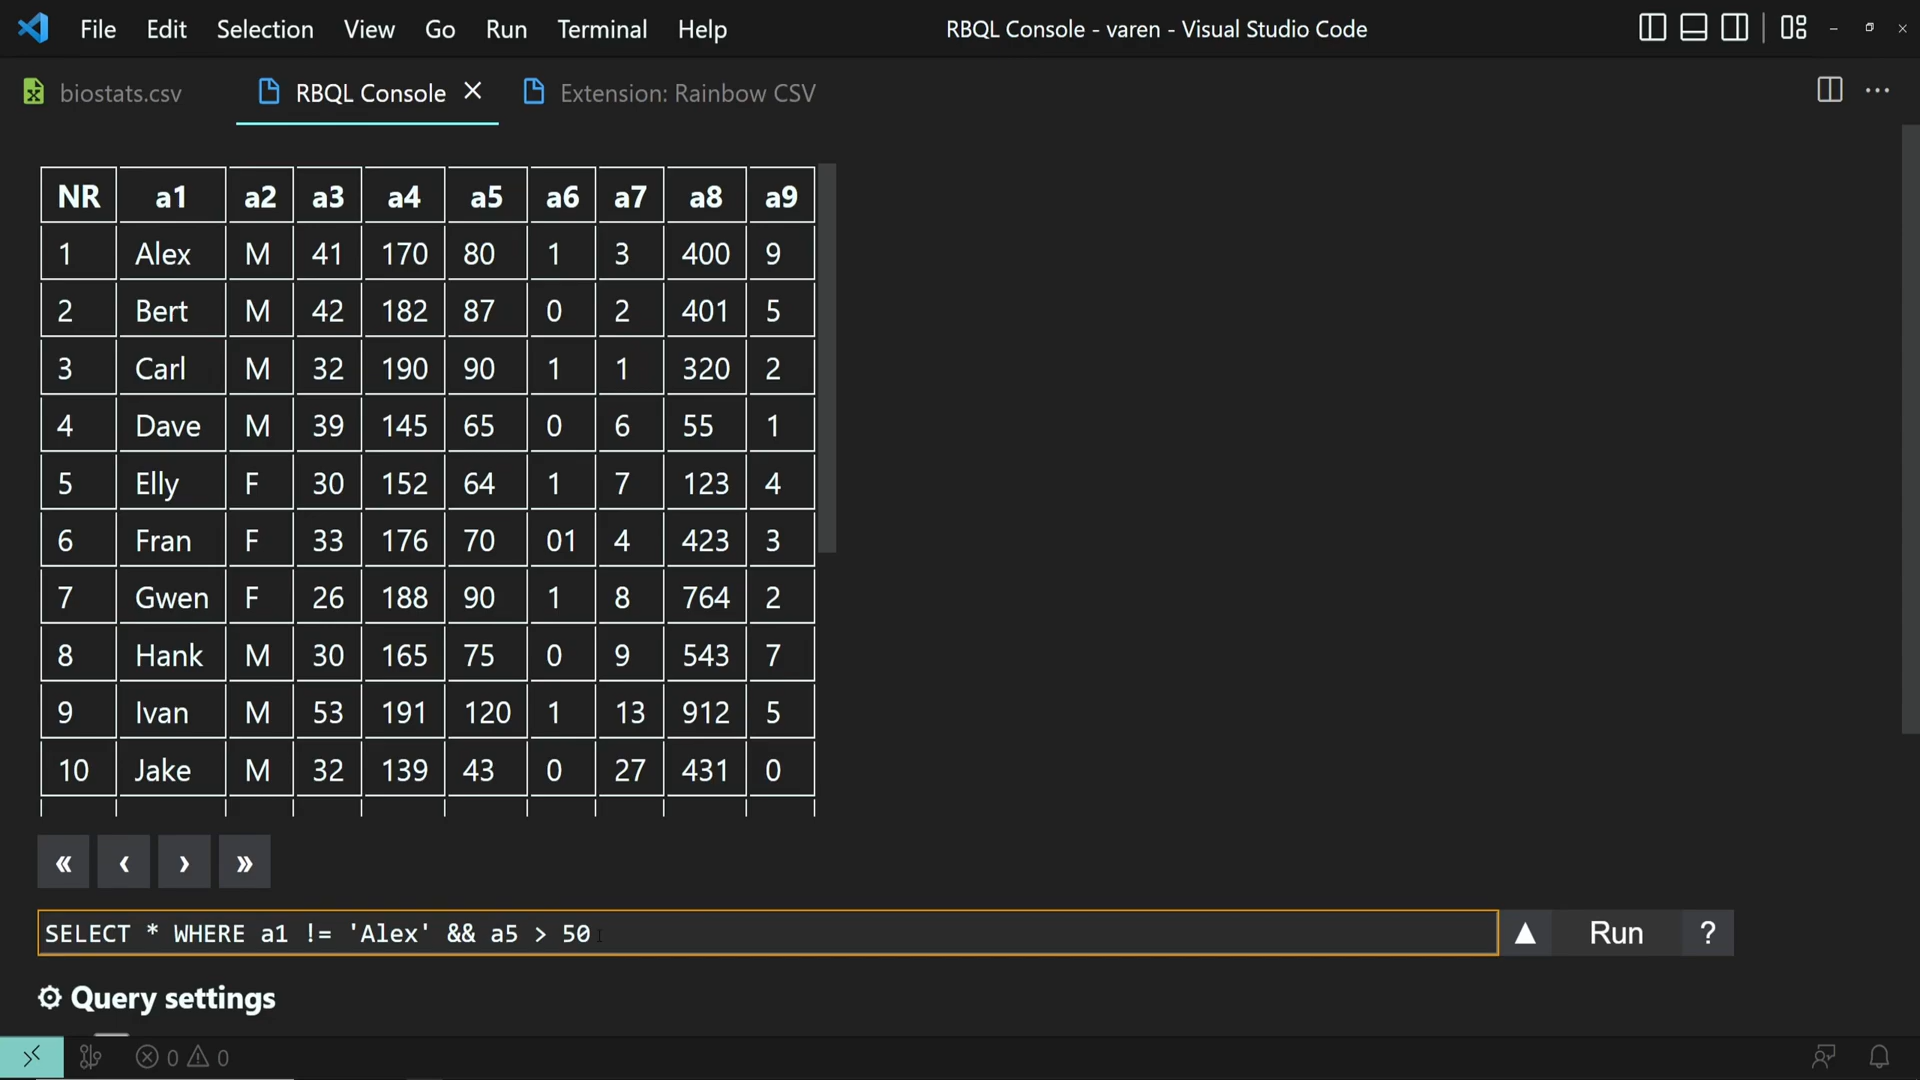 File Edit Selection View Go Run Terminal Help RBQL Console - varen - Visual Studio Code
biostats.csv RBQL Console Extension: Rainbow CSV
NR a1 a2 a3 a4 a5 a6 a7 a8 a9
1 Alex M 41 170 80 1 3 400 9
2 Bert M 42 182 87 0 2 401 5
3 Carl M 32 190 90 1 1 320 2
4 Dave M 39 145 65 0 6 55 1
5 Elly F 30 152 64 1 7 123 4
6 Fran F 33 176 70 01 4 423 3
7 Gwen F 26 188 90 1 8 764 2
8 Hank M 30 165 75 0 9 543 7
9 Ivan M 53 191 120 1 13 912 5
10 Jake M 32 139 43 0 27 431 0
« ‹ › »
SELECT * WHERE a1 != 'Alex' && a5 > 50 ▲ Run ?
Query settings
0 0